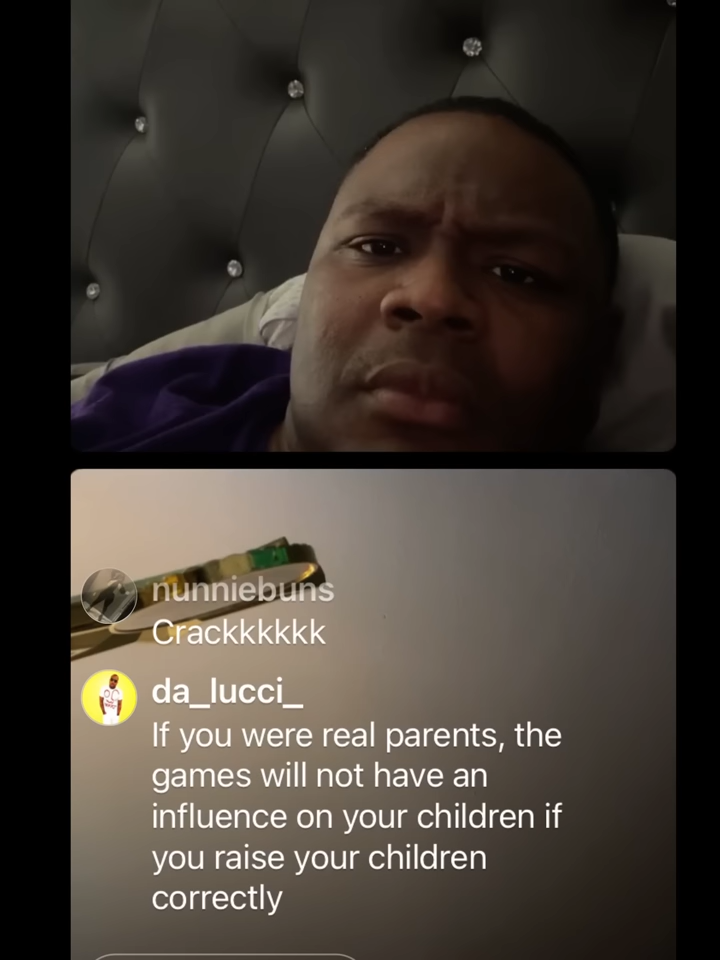 nunniebuns
Crackkkkkk
da_lucci_
If you were real parents, the
games will not have an
influence on your children if
you raise your children
correctly